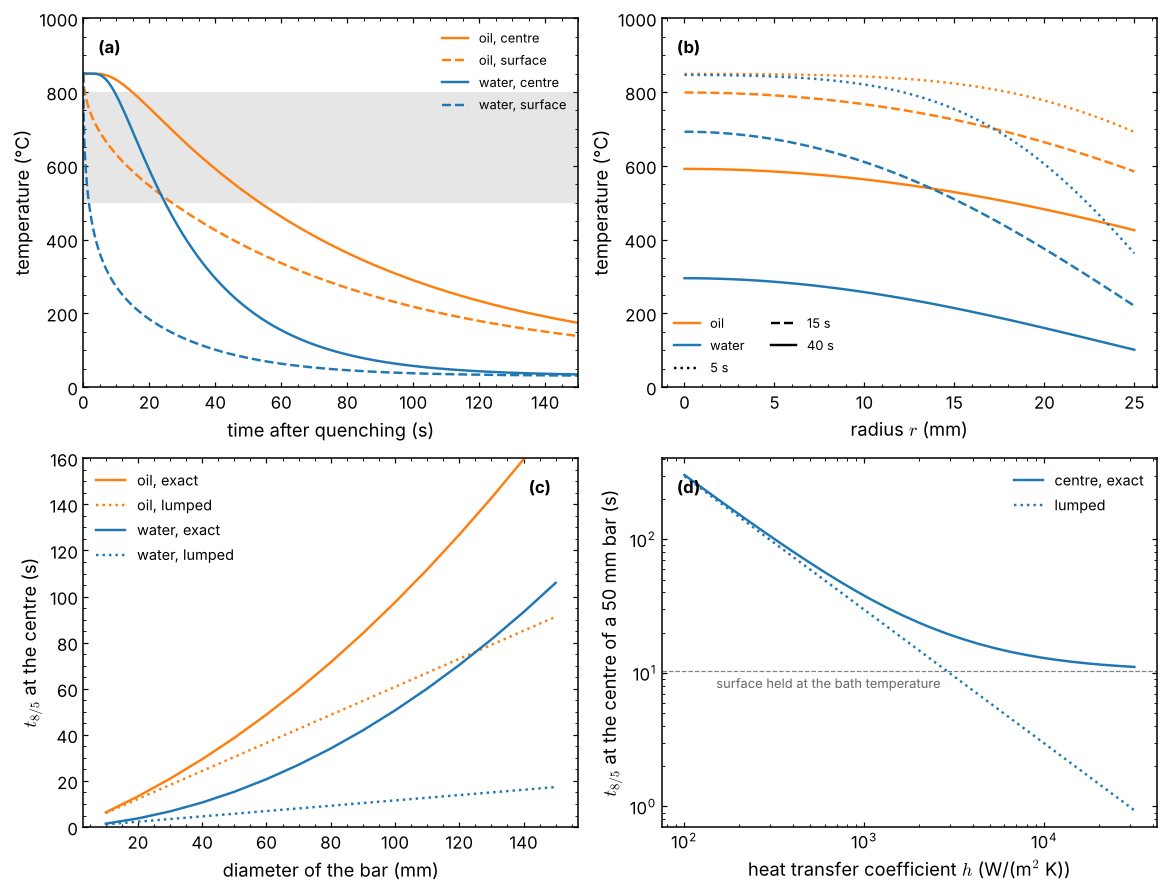 (a)
oil, centre
oil, surface
water, centre
water, surface
1000
800
600
400
200
0
temperature (°C)
0 20 40 60 80 100 120 140
time after quenching (s)
(b)
1000
800
600
400
200
0
temperature (°C)
oil
water
5 s
15 s
40 s
0 5 10 15 20 25
radius r (mm)
(c)
oil, exact
oil, lumped
water, exact
water, lumped
160
140
120
100
80
60
40
20
0
t8/5 at the centre (s)
20 40 60 80 100 120 140
diameter of the bar (mm)
(d)
centre, exact
lumped
10²
10¹
10⁰
t8/5 at the centre of a 50 mm bar (s)
surface held at the bath temperature
10² 10³ 10⁴
heat transfer coefficient h (W/(m² K))